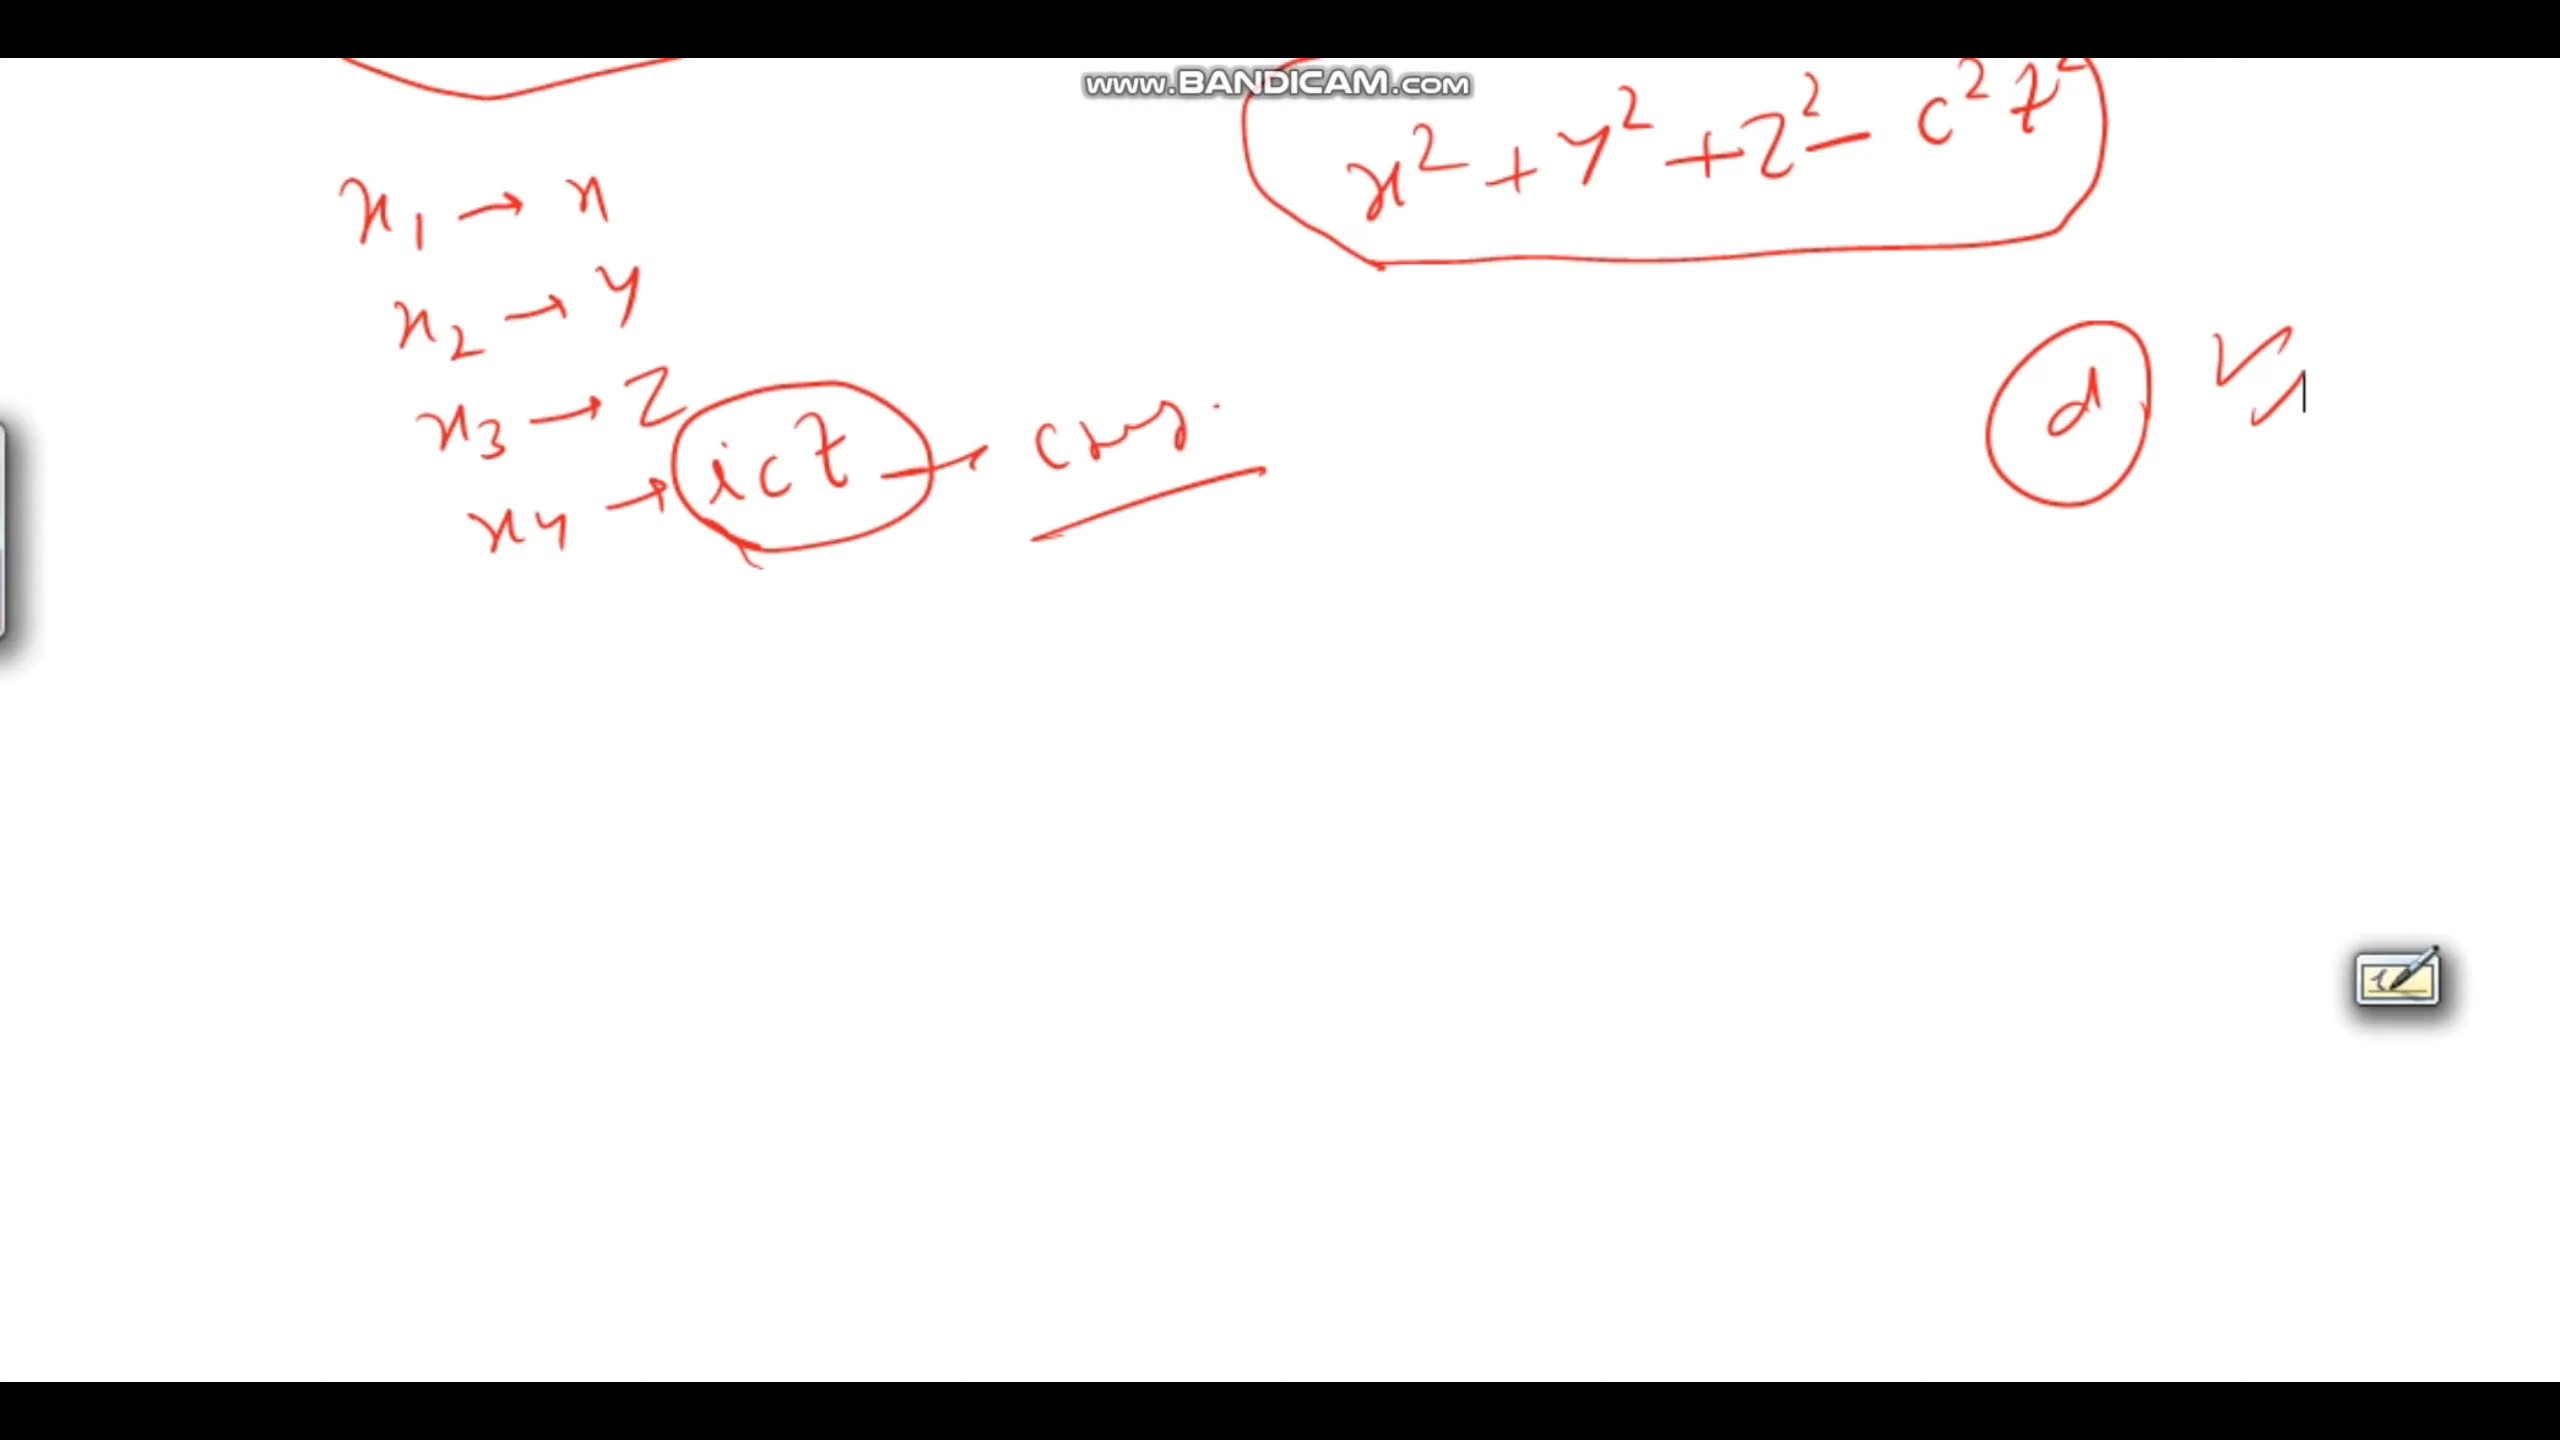 www.BANDICAM.com
x² + y² + z² - c²t²
x₁ → x
x₂ → y
x₃ → z
x₄ → ict →
d